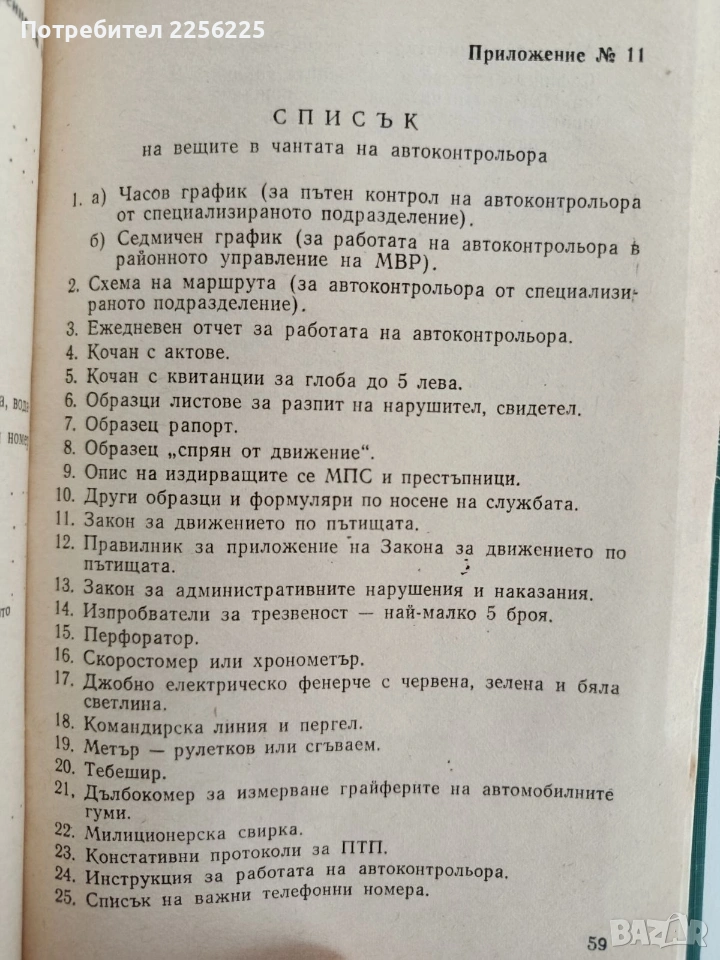 Потребител 2256225
Приложение № 11
СПИСЪК
на вещите в чантата на автоконтрольора
1. а) Часов график (за пътен контрол на автоконтрольора
от специализираното подразделение).
б) Седмичен график (за работата на автоконтрольора в
районното управление на МВР).
2. Схема на маршрута (за автоконтрольора от специализи-
раното подразделение).
3. Ежедневен отчет за работата на автоконтрольора.
4. Кочан с актове.
5. Кочан с квитанции за глоба до 5 лева.
6. Образци листове за разпит на нарушител, свидетел.
7. Образец рапорт.
8. Образец „спрян от движение“.
9. Опис на издирващите се МПС и престъпници.
10. Други образци и формуляри по носене на службата.
11. Закон за движението по пътищата.
12. Правилник за приложение на Закона за движението по
пътищата.
13. Закон за административните нарушения и наказания.
14. Изпробватели за трезвеност — най-малко 5 броя.
15. Перфоратор.
16. Скоростомер или хронометър.
17. Джобно електрическо фенерче с червена, зелена и бяла
светлина.
18. Командирска линия и пергел.
19. Метър — рулетков или сгъваем.
20. Тебешир.
21. Дълбокомер за измерване грайферите на автомобилните
гуми.
22. Милиционерска свирка.
23. Констативни протоколи за ПТП.
24. Инструкция за работата на автоконтрольора.
25. Списък на важни телефонни номера.
59
БАЗАР